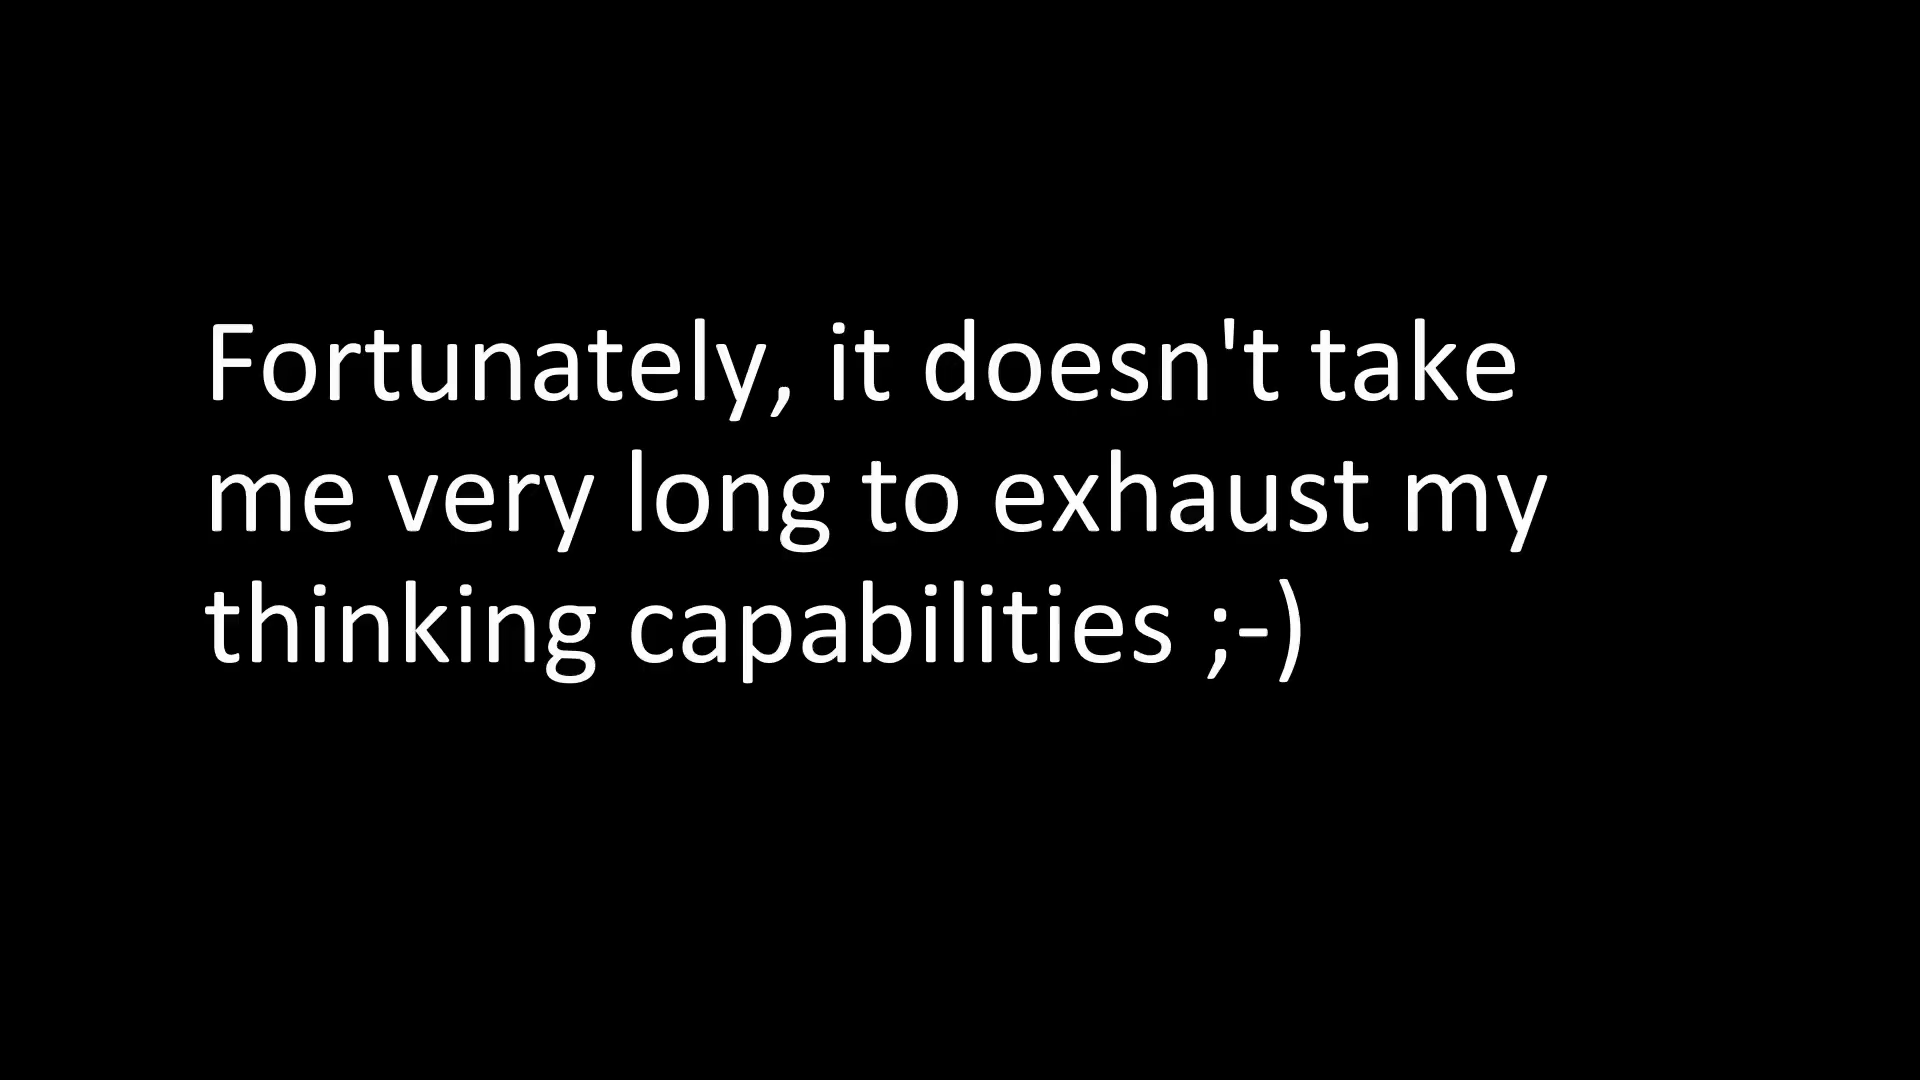 Fortunately, it doesn't take
me very long to exhaust my
thinking capabilities ;-)